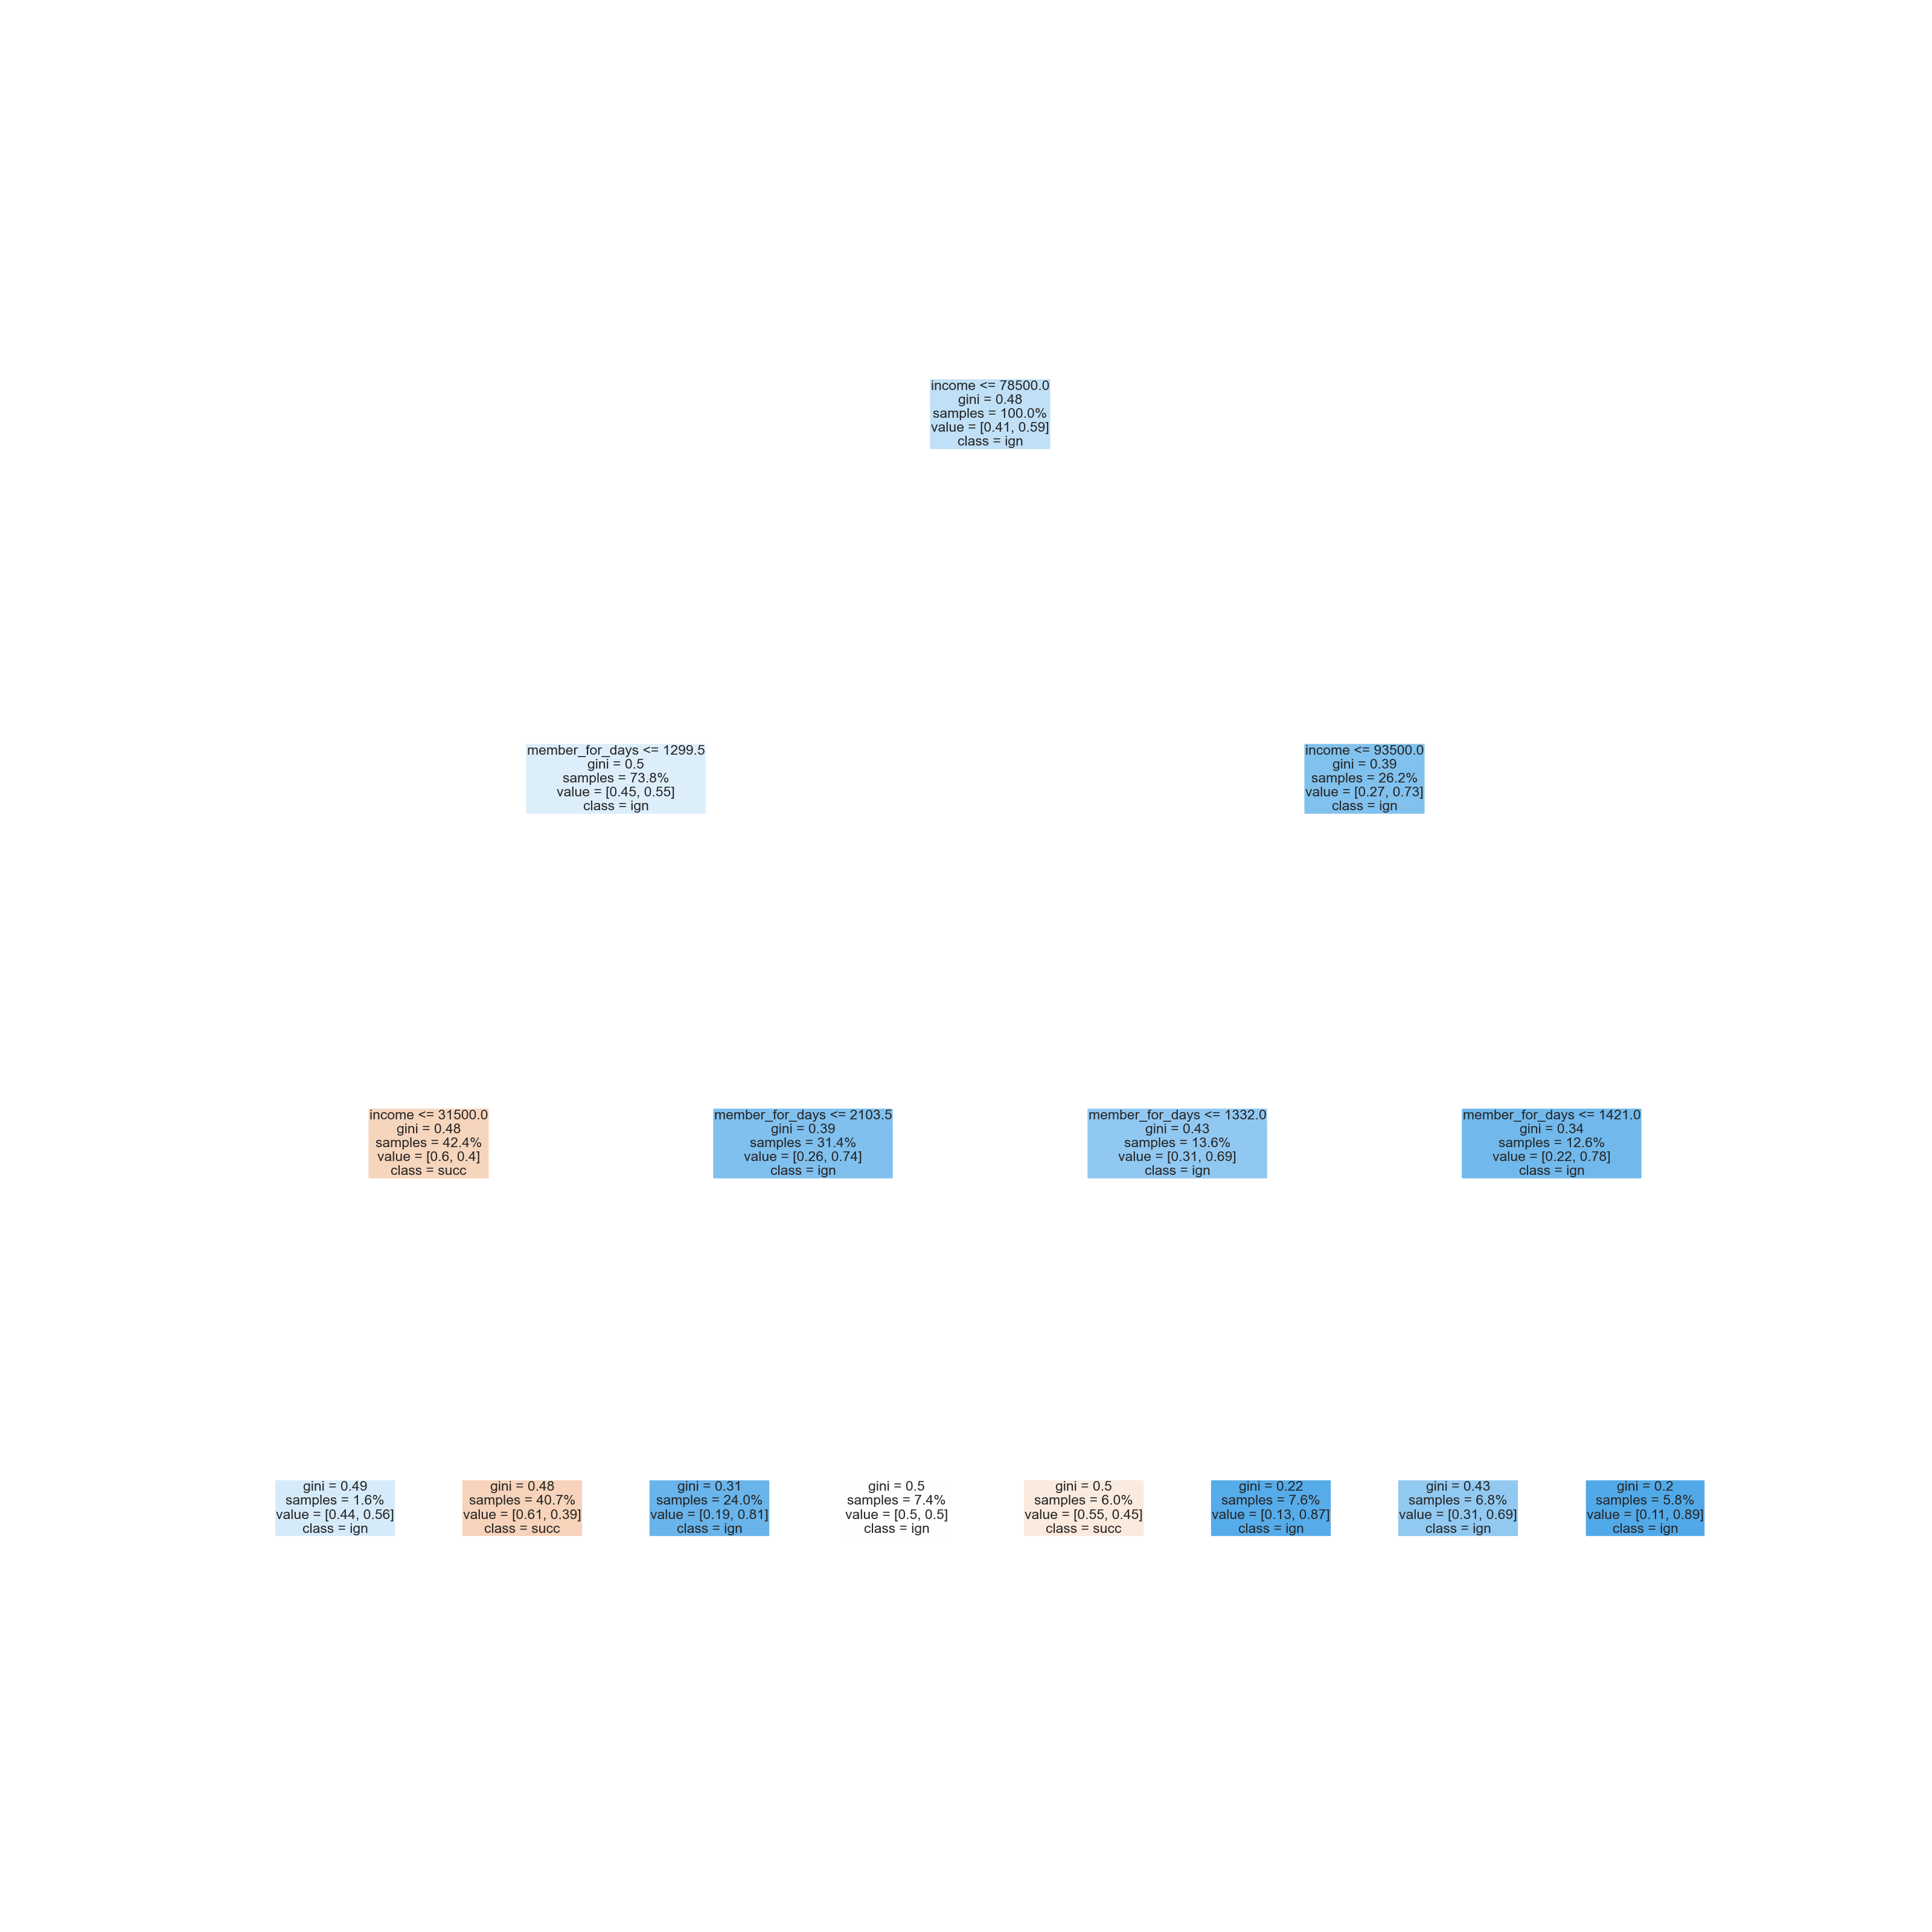 income <= 78500.0
gini = 0.48
samples = 100.0%
value = [0.41, 0.59]
class = ign
member_for_days <= 1299.5
gini = 0.5
samples = 73.8%
value = [0.45, 0.55]
class = ign
income <= 93500.0
gini = 0.39
samples = 26.2%
value = [0.27, 0.73]
class = ign
income <= 31500.0
gini = 0.48
samples = 42.4%
value = [0.6, 0.4]
class = succ
member_for_days <= 2103.5
gini = 0.39
samples = 31.4%
value = [0.26, 0.74]
class = ign
member_for_days <= 1332.0
gini = 0.43
samples = 13.6%
value = [0.31, 0.69]
class = ign
member_for_days <= 1421.0
gini = 0.34
samples = 12.6%
value = [0.22, 0.78]
class = ign
gini = 0.49
samples = 1.6%
value = [0.44, 0.56]
class = ign
gini = 0.48
samples = 40.7%
value = [0.61, 0.39]
class = succ
gini = 0.31
samples = 24.0%
value = [0.19, 0.81]
class = ign
gini = 0.5
samples = 7.4%
value = [0.5, 0.5]
class = ign
gini = 0.5
samples = 6.0%
value = [0.55, 0.45]
class = succ
gini = 0.22
samples = 7.6%
value = [0.13, 0.87]
class = ign
gini = 0.43
samples = 6.8%
value = [0.31, 0.69]
class = ign
gini = 0.2
samples = 5.8%
value = [0.11, 0.89]
class = ign